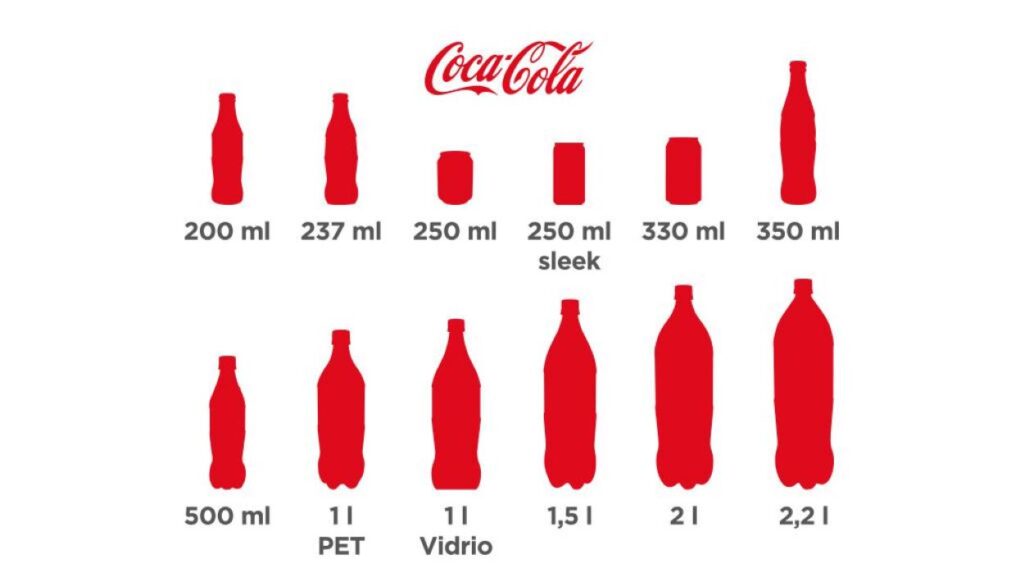 Coca-Cola
200 ml
237 ml
250 ml
250 ml
sleek
330 ml
350 ml
500 ml
1 l
PET
1 l
Vidrio
1,5 l
2 l
2,2 l